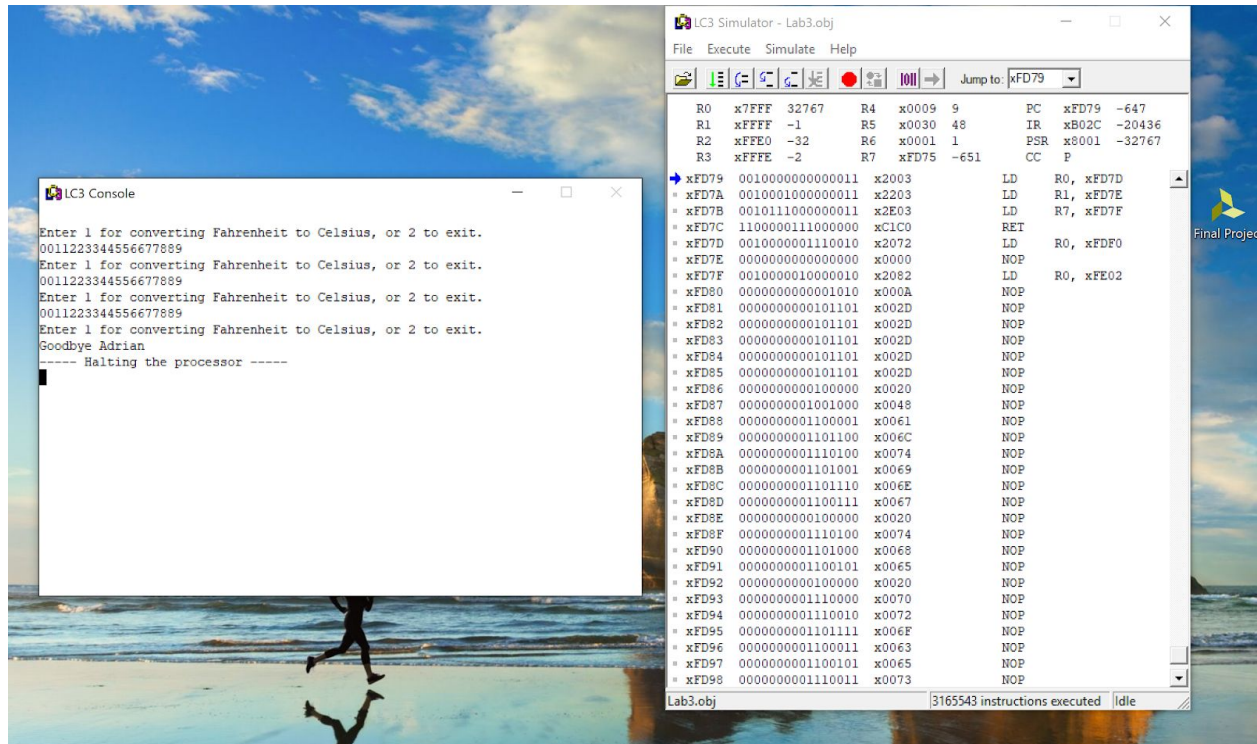 LC3 Console
Enter 1 for converting Fahrenheit to Celsius, or 2 to exit.
0011223344556677889
Enter 1 for converting Fahrenheit to Celsius, or 2 to exit.
0011223344556677889
Enter 1 for converting Fahrenheit to Celsius, or 2 to exit.
0011223344556677889
Enter 1 for converting Fahrenheit to Celsius, or 2 to exit.
Goodbye Adrian
----- Halting the processor -----
LC3 Simulator - Lab3.obj
File Execute Simulate Help
Jump to: xFD79
R0 x7FFF 32767 R4 x0009 9 PC xFD79 -647
R1 xFFFF -1 R5 x0030 48 IR xB02C -20436
R2 xFFE0 -32 R6 x0001 1 PSR x8001 -32767
R3 xFFFE -2 R7 xFD75 -651 CC P
xFD79 0010000000000011 x2003 LD R0, xFD7D
xFD7A 0010001000000011 x2203 LD R1, xFD7E
xFD7B 0010111000000011 x2E03 LD R7, xFD7F
xFD7C 1100000111000000 xC1C0 RET
xFD7D 0010000001110010 x2072 LD R0, xFDF0
xFD7E 0000000000000000 x0000 NOP
xFD7F 0010000010000010 x2082 LD R0, xFE02
xFD80 0000000000001010 x000A NOP
xFD81 0000000000101101 x002D NOP
xFD82 0000000000101101 x002D NOP
xFD83 0000000000101101 x002D NOP
xFD84 0000000000101101 x002D NOP
xFD85 0000000000101101 x002D NOP
xFD86 0000000000100000 x0020 NOP
xFD87 0000000001001000 x0048 NOP
xFD88 0000000001100001 x0061 NOP
xFD89 0000000001101100 x006C NOP
xFD8A 0000000001110100 x0074 NOP
xFD8B 0000000001101001 x0069 NOP
xFD8C 0000000001101110 x006E NOP
xFD8D 0000000001100111 x0067 NOP
xFD8E 0000000000100000 x0020 NOP
xFD8F 0000000001110100 x0074 NOP
xFD90 0000000001101000 x0068 NOP
xFD91 0000000001100101 x0065 NOP
xFD92 0000000000100000 x0020 NOP
xFD93 0000000001110000 x0070 NOP
xFD94 0000000001110010 x0072 NOP
xFD95 0000000001101111 x006F NOP
xFD96 0000000001100011 x0063 NOP
xFD97 0000000001100101 x0065 NOP
xFD98 0000000001110011 x0073 NOP
Lab3.obj 3165543 instructions executed Idle
Final Projec